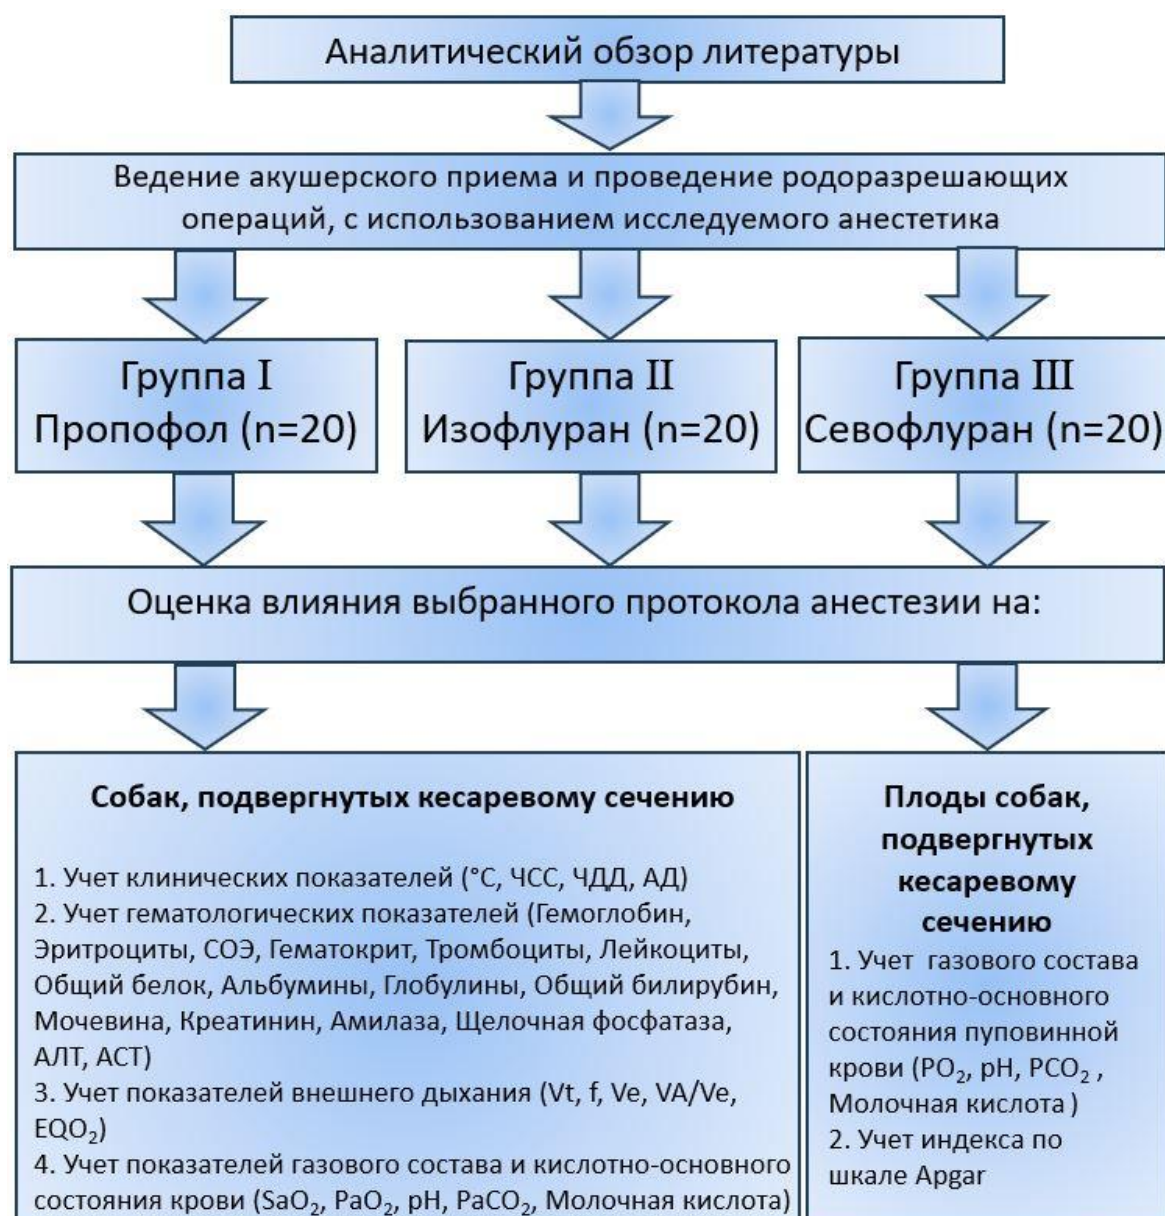 Аналитический обзор литературы
Ведение акушерского приема и проведение родоразрешающих
операций, с использованием исследуемого анестетика
Группа I
Пропофол (n=20)
Группа II
Изофлуран (n=20)
Группа III
Севофлуран (n=20)
Оценка влияния выбранного протокола анестезии на:
Собак, подвергнутых кесаревому сечению
1. Учет клинических показателей (°C, ЧСС, ЧДД, АД)
2. Учет гематологических показателей (Гемоглобин,
Эритроциты, СОЭ, Гематокрит, Тромбоциты, Лейкоциты,
Общий белок, Альбумины, Глобулины, Общий билирубин,
Мочевина, Креатинин, Амилаза, Щелочная фосфатаза,
АЛТ, АСТ)
3. Учет показателей внешнего дыхания (Vt, f, Ve, VA/Ve,
EQO₂)
4. Учет показателей газового состава и кислотно-основного
состояния крови (SaO₂, PaO₂, pH, PaCO₂, Молочная кислота)
Плоды собак,
подвергнутых
кесаревому
сечению
1. Учет газового состава
и кислотно-основного
состояния пуповинной
крови (PO₂, pH, PCO₂ ,
Молочная кислота )
2. Учет индекса по
шкале Apgar